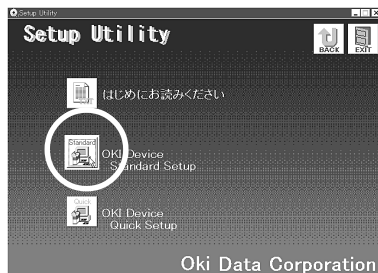 Setup Utility
Setup Utility
BACK
EXIT
はじめにお読みください
Standard
OKI Device
Standard Setup
Quick
OKI Device
Quick Setup
Oki Data Corporation